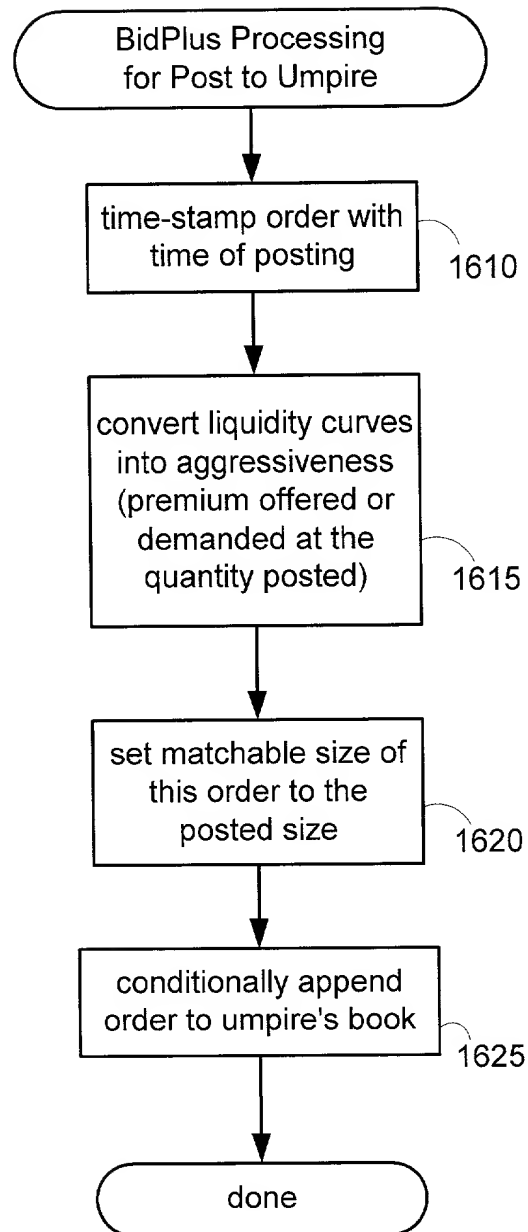 BidPlus Processing
for Post to Umpire
time-stamp order with
time of posting
1610
convert liquidity curves
into aggressiveness
(premium offered or
demanded at the
quantity posted)
1615
set matchable size of
this order to the
posted size
1620
conditionally append
order to umpire's book
1625
done